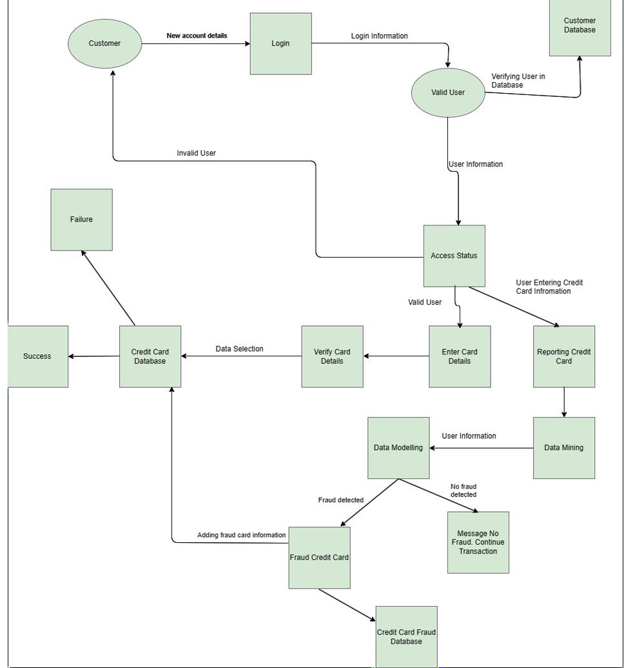 Customer
Database
Customer
New account details
Login
Login Information
Verifying User in
Database
Valid User
Invalid User
User Information
Failure
Access Status
User Entering Credit
Card Infromation
Valid User
Success
Credit Card
Database
Data Selection
Verify Card
Details
Enter Card
Details
Reporting Credit
Card
Data Modelling
User Information
Data Mining
No fraud
detected
Fraud detected
Adding fraud card information
Message No
Fraud. Continue
Transaction
Fraud Credit Card
Credit Card Fraud
Database